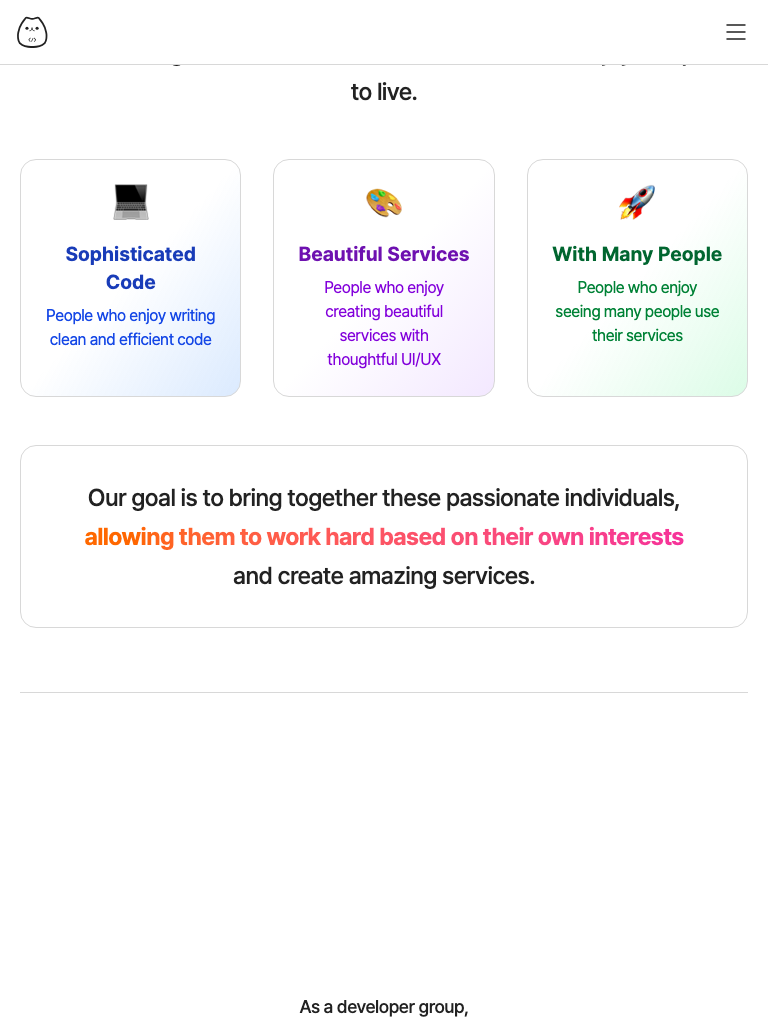 to live.
Sophisticated
Code
People who enjoy writing
clean and efficient code
Beautiful Services
People who enjoy
creating beautiful
services with
thoughtful UI/UX
With Many People
People who enjoy
seeing many people use
their services
Our goal is to bring together these passionate individuals,
allowing them to work hard based on their own interests
and create amazing services.
As a developer group,